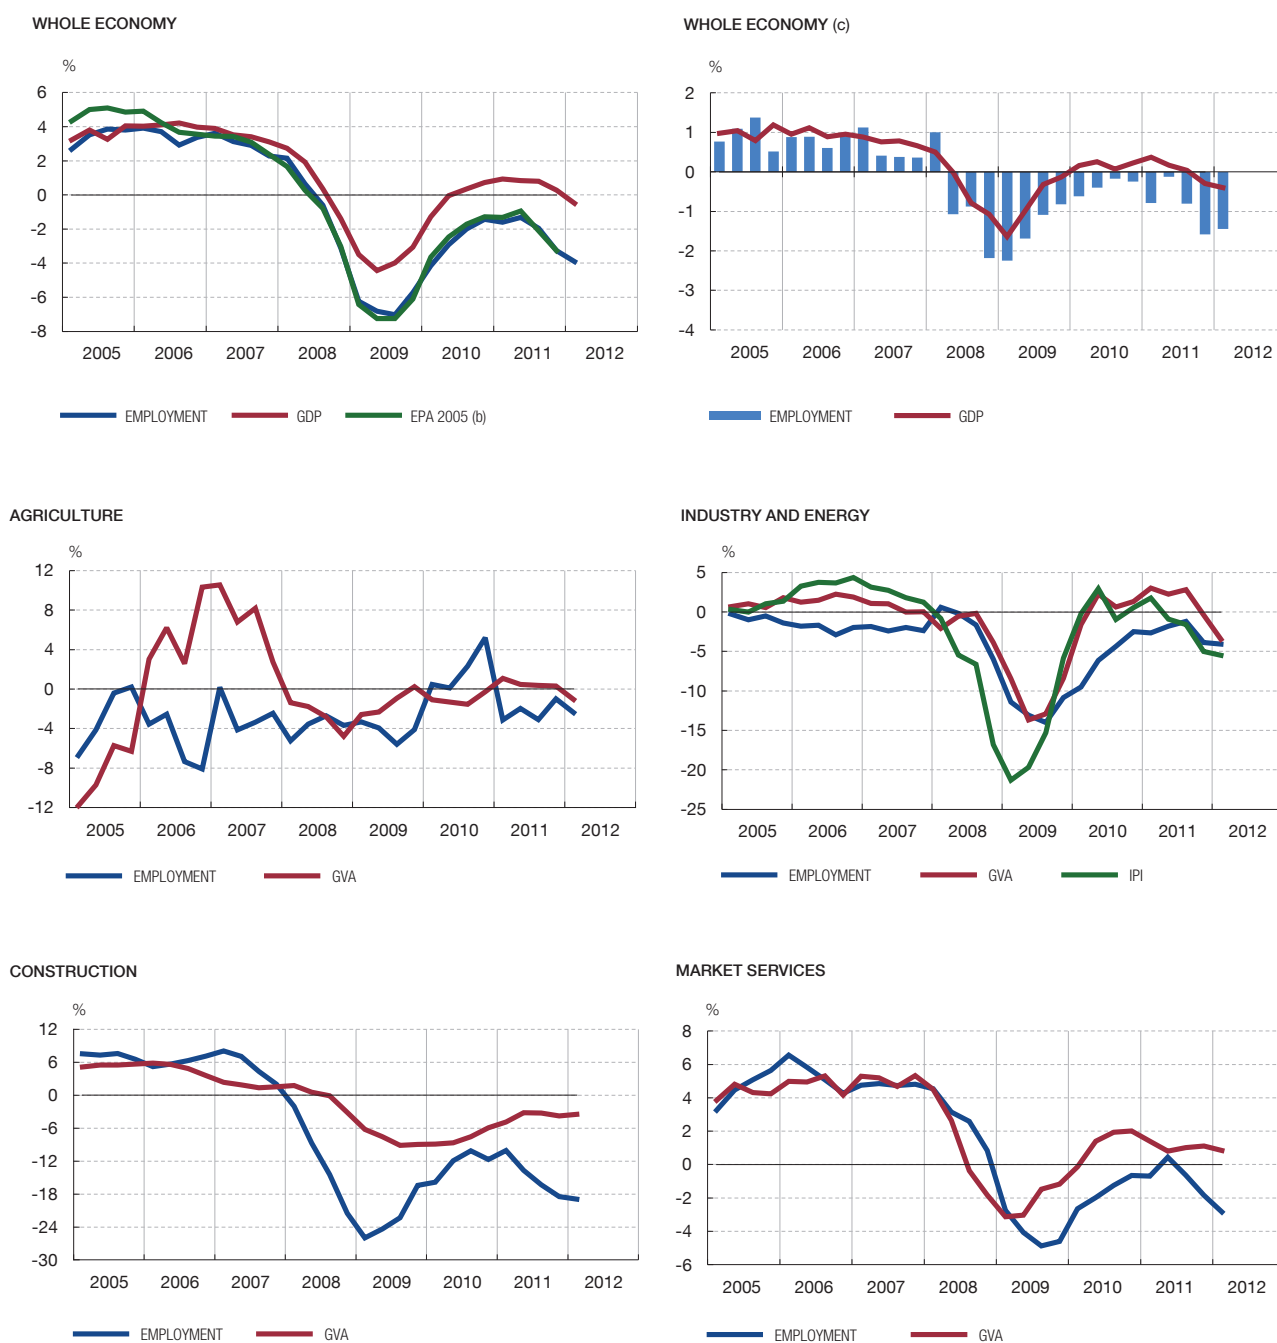 WHOLE ECONOMY
%
6
4
2
0
-2
-4
-6
-8
2005 2006 2007 2008 2009 2010 2011 2012
EMPLOYMENT GDP EPA 2005 (b)
WHOLE ECONOMY (c)
%
2
1
0
-1
-2
-3
-4
2005 2006 2007 2008 2009 2010 2011 2012
EMPLOYMENT GDP
AGRICULTURE
%
12
8
4
0
-4
-8
-12
2005 2006 2007 2008 2009 2010 2011 2012
EMPLOYMENT GVA
INDUSTRY AND ENERGY
%
5
0
-5
-10
-15
-20
-25
2005 2006 2007 2008 2009 2010 2011 2012
EMPLOYMENT GVA IPI
CONSTRUCTION
%
12
6
0
-6
-12
-18
-24
-30
2005 2006 2007 2008 2009 2010 2011 2012
EMPLOYMENT GVA
MARKET SERVICES
%
8
6
4
2
0
-2
-4
-6
2005 2006 2007 2008 2009 2010 2011 2012
EMPLOYMENT GVA